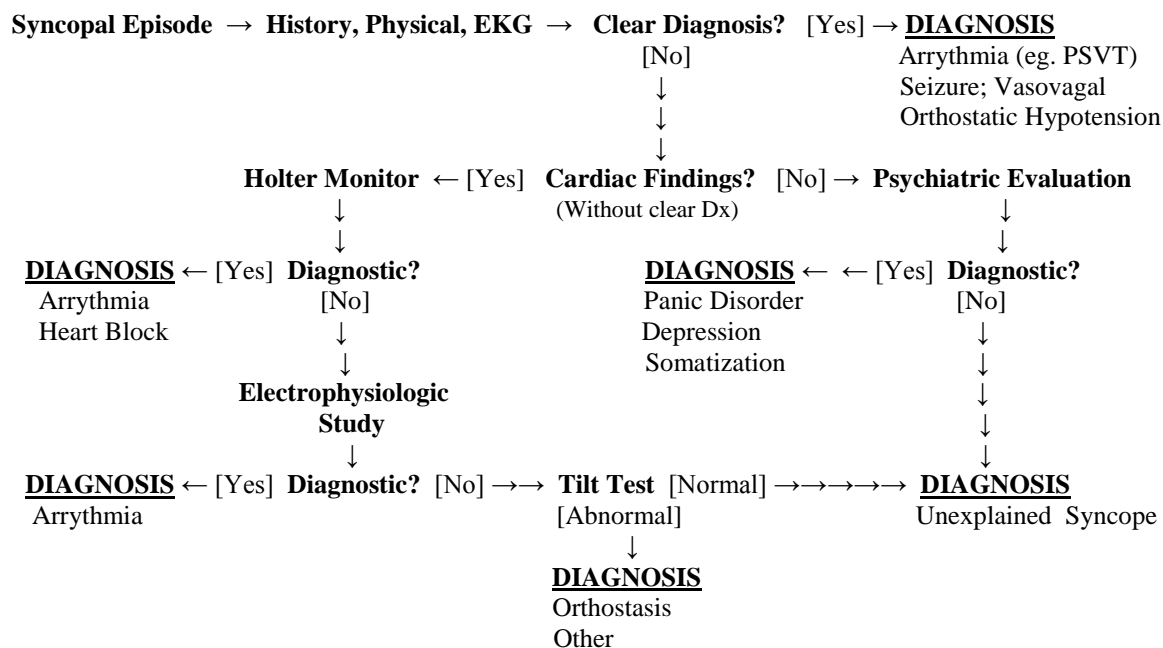 Syncopal Episode → History, Physical, EKG → Clear Diagnosis? [Yes] → DIAGNOSIS
[No] Arrythmia (eg. PSVT)
↓ Seizure; Vasovagal
↓ Orthostatic Hypotension
↓
Holter Monitor ← [Yes] Cardiac Findings? [No] → Psychiatric Evaluation
↓ (Without clear Dx) ↓
↓ ↓
DIAGNOSIS ← [Yes] Diagnostic? DIAGNOSIS ← ← [Yes] Diagnostic?
Arrythmia [No] Panic Disorder [No]
Heart Block ↓ Depression ↓
↓ Somatization ↓
Electrophysiologic ↓
Study ↓
↓ ↓
DIAGNOSIS ← [Yes] Diagnostic? [No] →→ Tilt Test [Normal] →→→→→ DIAGNOSIS
Arrythmia [Abnormal] Unexplained Syncope
↓
DIAGNOSIS
Orthostasis
Other